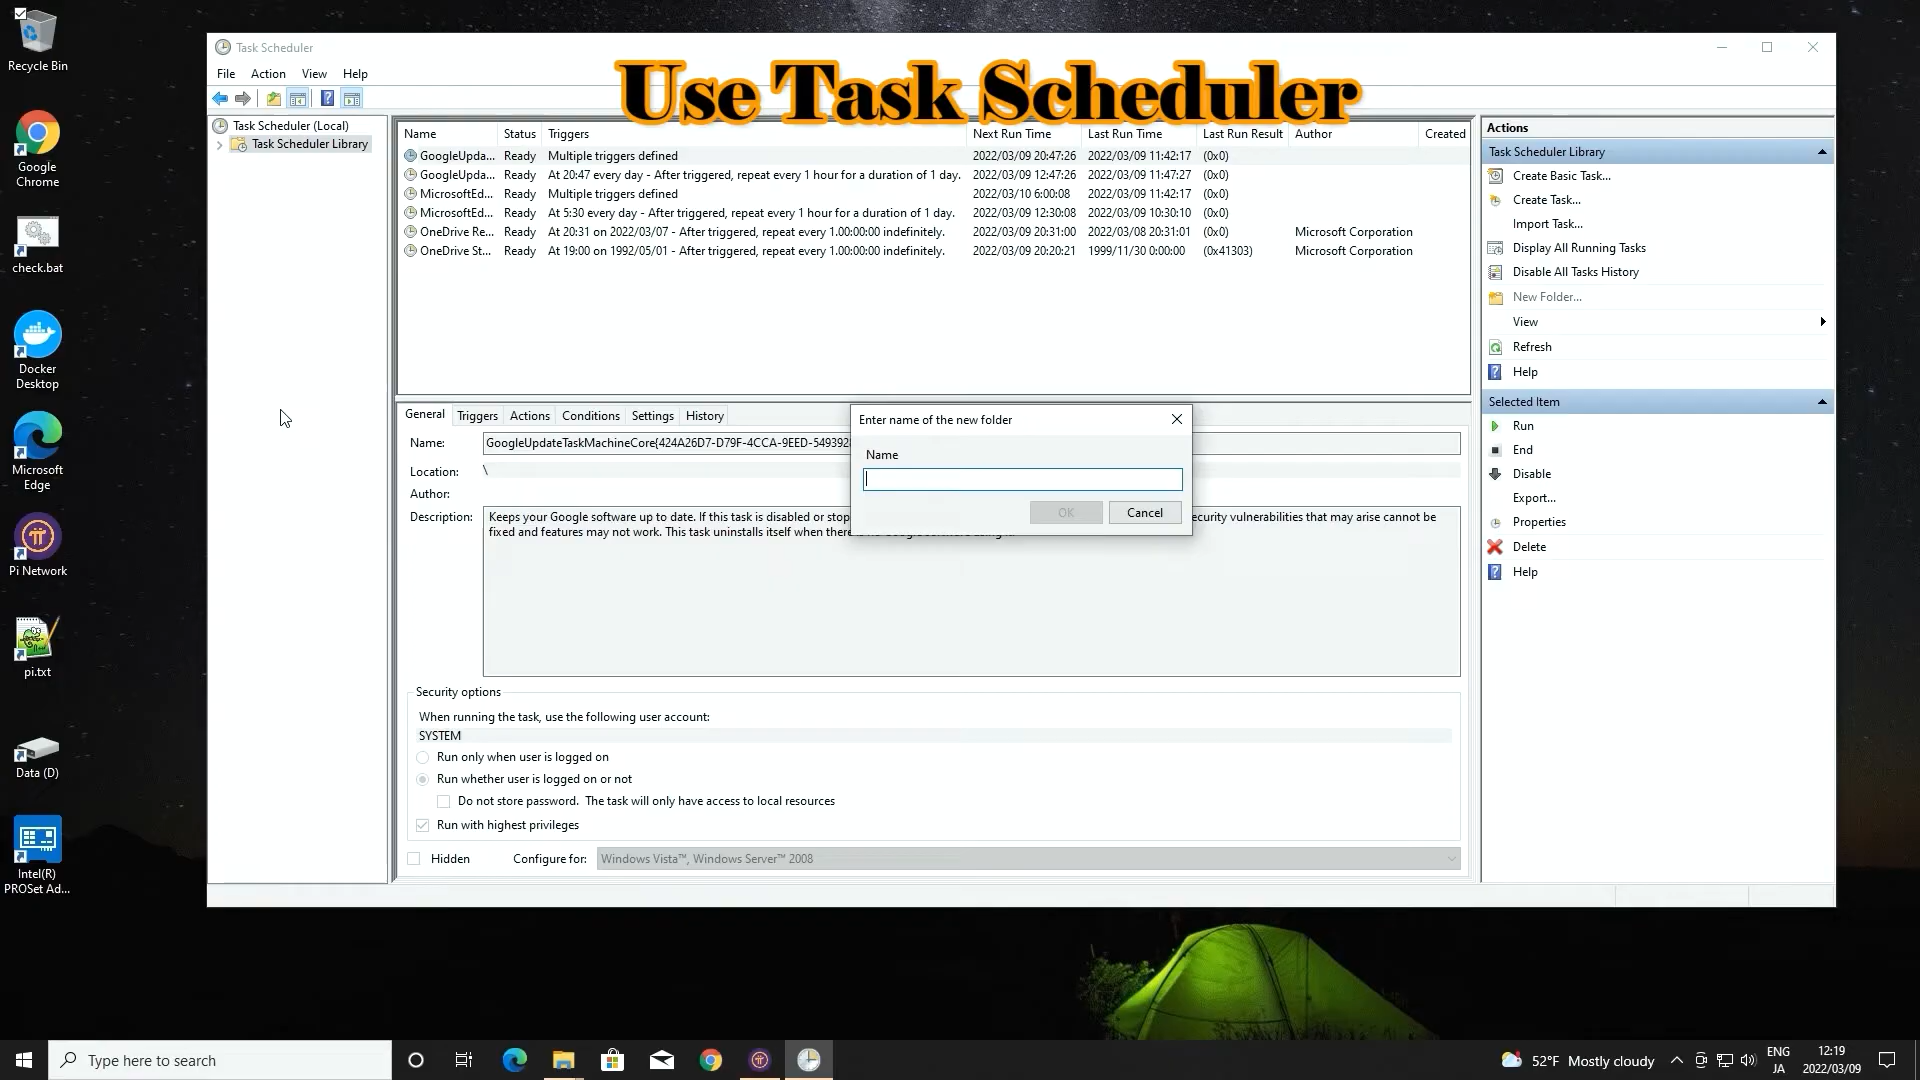 Recycle Bin
Google
Chrome
check.bat
Docker
Desktop
Microsoft
Edge
Pi Network
pi.txt
Data (D)
Intel(R)
PROSet Ad...
Task Scheduler
Use Task Scheduler
File Action View Help
Task Scheduler (Local)
Task Scheduler Library
Name Status Triggers Next Run Time Last Run Time Last Run Result Author Created
GoogleUpda... Ready Multiple triggers defined 2022/03/09 20:47:26 2022/03/09 11:42:17 (0x0)
GoogleUpda... Ready At 20:47 every day - After triggered, repeat every 1 hour for a duration of 1 day. 2022/03/09 12:47:26 2022/03/09 11:47:27 (0x0)
MicrosoftEd... Ready Multiple triggers defined 2022/03/10 6:00:08 2022/03/09 11:42:17 (0x0)
MicrosoftEd... Ready At 5:30 every day - After triggered, repeat every 1 hour for a duration of 1 day. 2022/03/09 12:30:08 2022/03/09 10:30:10 (0x0)
OneDrive Re... Ready At 20:31 on 2022/03/07 - After triggered, repeat every 1.00:00:00 indefinitely. 2022/03/09 20:31:00 2022/03/08 20:31:01 (0x0) Microsoft Corporation
OneDrive St... Ready At 19:00 on 1992/05/01 - After triggered, repeat every 1.00:00:00 indefinitely. 2022/03/09 20:20:21 1999/11/30 0:00:00 (0x41303) Microsoft Corporation
General Triggers Actions Conditions Settings History
Name: GoogleUpdateTaskMachineCore{424A26D7-D79F-4CCA-9EED-549392
Location: \
Author:
Description: Keeps your Google software up to date. If this task is disabled or stop ecurity vulnerabilities that may arise cannot be
fixed and features may not work. This task uninstalls itself when there
Enter name of the new folder
Name
OK Cancel
Security options
When running the task, use the following user account:
SYSTEM
Run only when user is logged on
Run whether user is logged on or not
Do not store password. The task will only have access to local resources
Run with highest privileges
Hidden Configure for: Windows Vista™, Windows Server™ 2008
Actions
Task Scheduler Library
Create Basic Task...
Create Task...
Import Task...
Display All Running Tasks
Disable All Tasks History
New Folder...
View
Refresh
Help
Selected Item
Run
End
Disable
Export...
Properties
Delete
Help
Type here to search
52°F Mostly cloudy
ENG
JA
12:19
2022/03/09